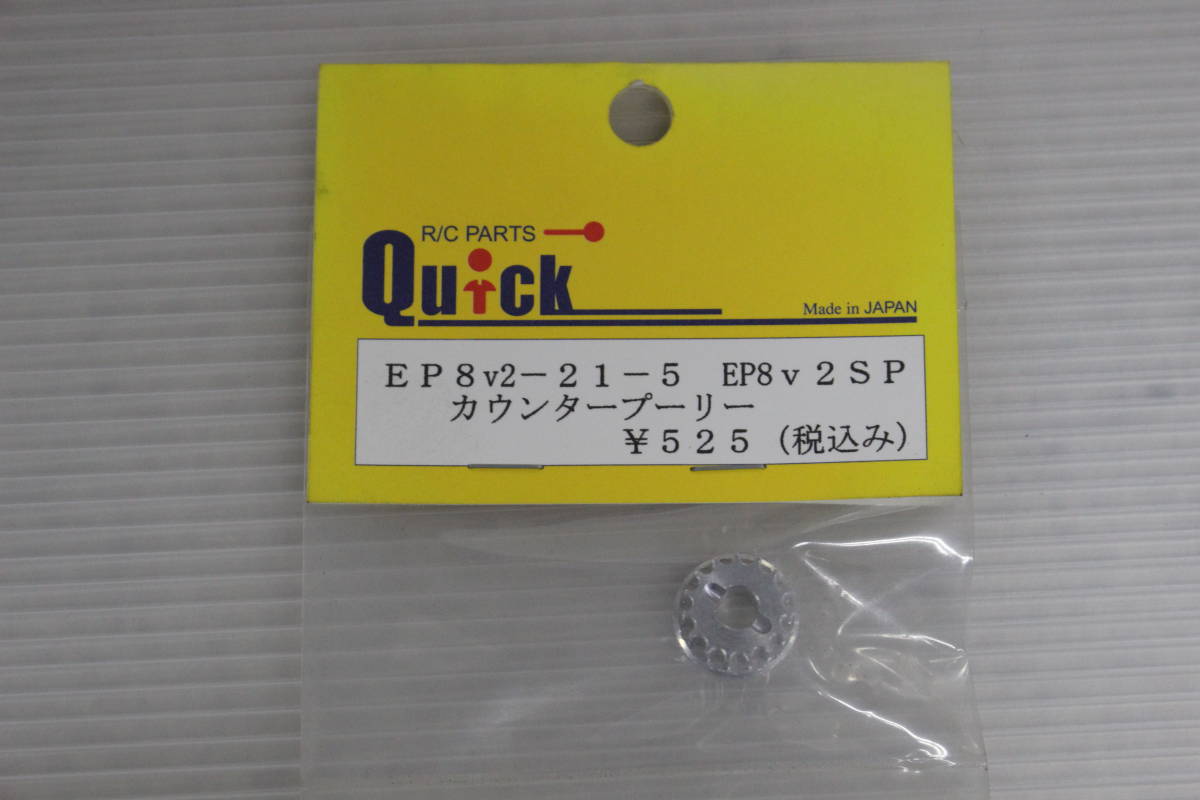 R/C PARTS
Quick
Made in JAPAN
ＥＰ８v2－２１－５　EP8ｖ２ＳＰ
カウンタープーリー
￥５２５（税込み）